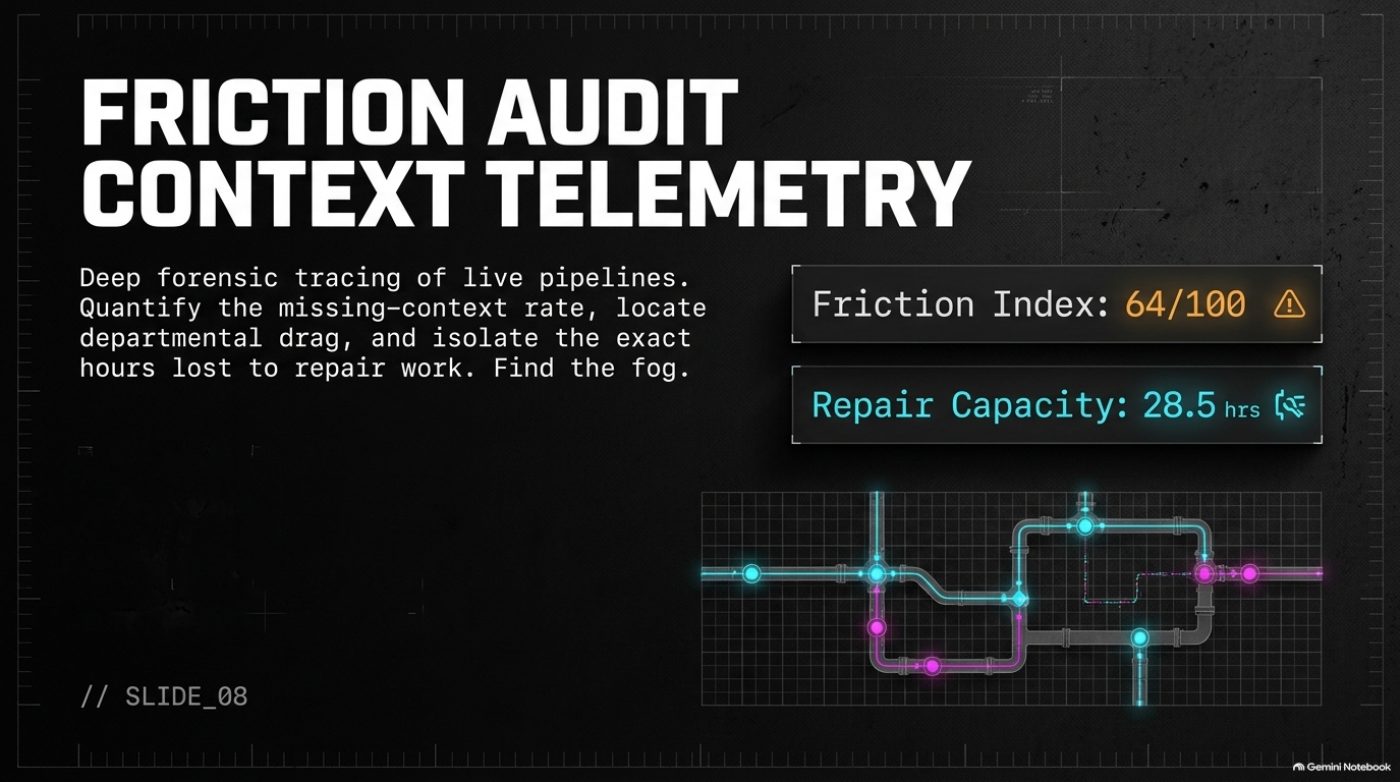 FRICTION AUDIT
CONTEXT TELEMETRY
Deep forensic tracing of live pipelines.
Quantify the missing-context rate, locate
departmental drag, and isolate the exact
hours lost to repair work. Find the fog.
Friction Index: 64/100
Repair Capacity: 28.5 hrs
// SLIDE_08
Gemini Notebook